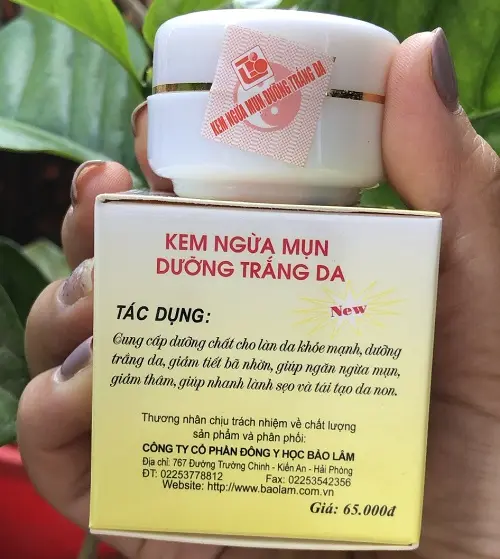 KEM NGỪA MỤN DƯỠNG TRẮNG DA
KEM NGỪA MỤN
DƯỠNG TRẮNG DA
New
TÁC DỤNG:
Cung cấp dưỡng chất cho làn da khỏe mạnh, dưỡng
trắng da, giảm tiết bã nhờn, giúp ngăn ngừa mụn,
giảm thâm, giúp nhanh lành sẹo và tái tạo da non.
Thương nhân chịu trách nhiệm về chất lượng
sản phẩm và phân phối:
CÔNG TY CỔ PHẦN ĐÔNG Y HỌC BẢO LÂM
Địa chỉ: 767 Đường Trường Chinh - Kiến An - Hải Phòng
ĐT: 02253778812 Fax: 02253542356
Website: http://www.baolam.com.vn
Giá: 65.000đ